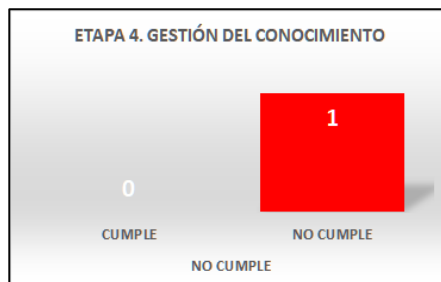 ETAPA 4. GESTIÓN DEL CONOCIMIENTO
1
0
CUMPLE NO CUMPLE
NO CUMPLE